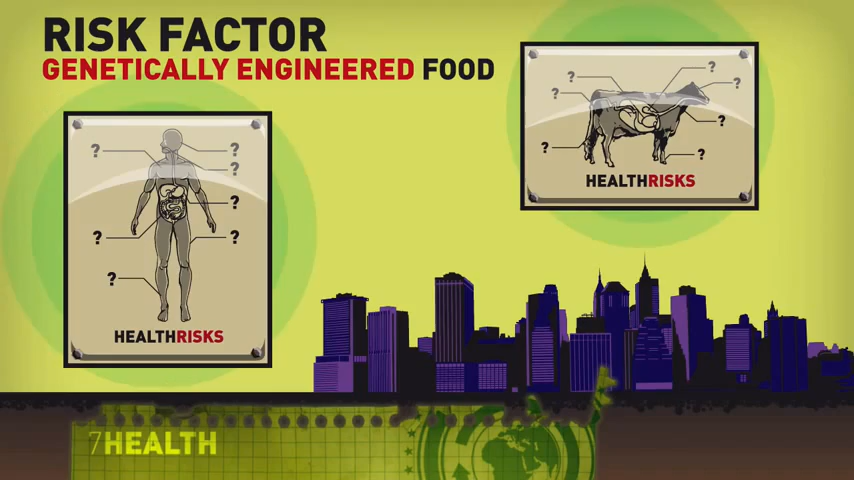 RISK FACTOR
GENETICALLY ENGINEERED FOOD
? ?
?
?
? ?
?
HEALTHRISKS
? ?
? ?
?
? ?
HEALTHRISKS
7HEALTH